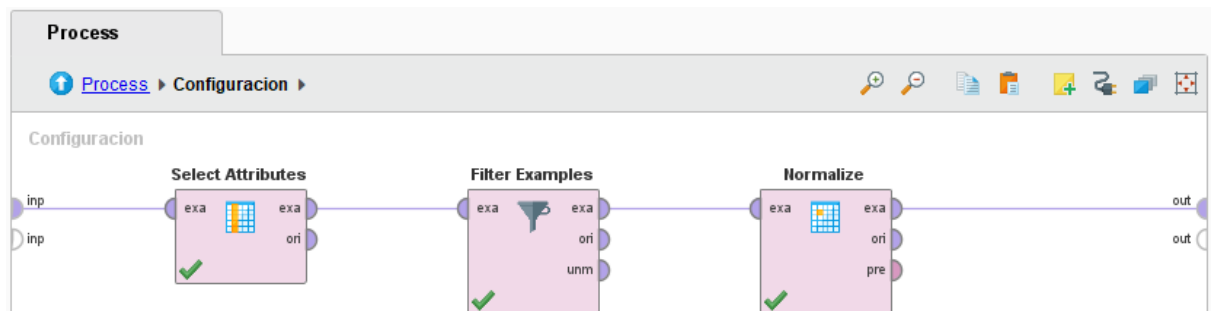 Process
Process Configuracion
Configuracion
Select Attributes Filter Examples Normalize
inp exa exa exa exa exa exa out
inp ori ori ori out
unm pre